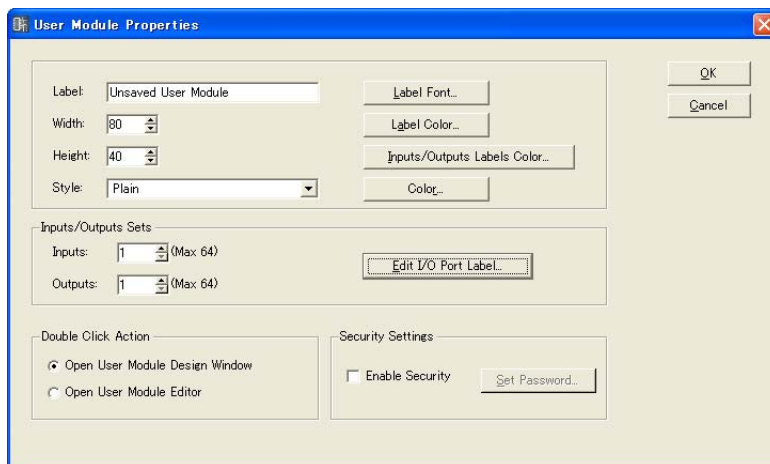 User Module Properties
Label: Unsaved User Module Label Font... OK
Width: 80 Label Color... Cancel
Height: 40 Inputs/Outputs Labels Color...
Style: Plain Color...
Inputs/Outputs Sets
Inputs: 1 (Max 64)
Edit I/O Port Label...
Outputs: 1 (Max 64)
Double Click Action Security Settings
Open User Module Design Window
Enable Security Set Password...
Open User Module Editor